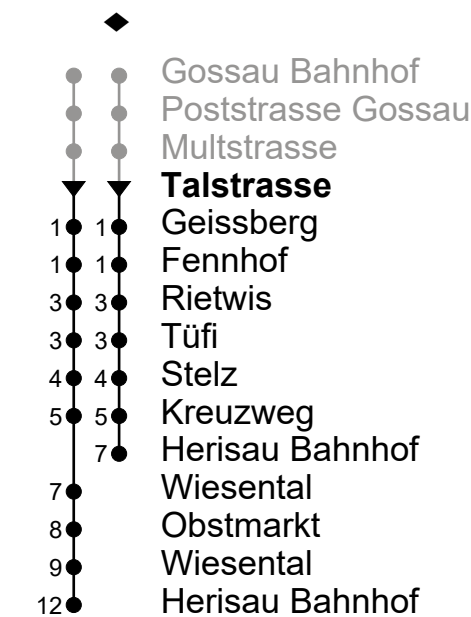 Gossau Bahnhof
Poststrasse Gossau
Multstrasse
Talstrasse
1 1 Geissberg
1 1 Fennhof
3 3 Rietwis
3 3 Tüfi
4 4 Stelz
5 5 Kreuzweg
7 Herisau Bahnhof
7 Wiesental
8 Obstmarkt
9 Wiesental
12 Herisau Bahnhof